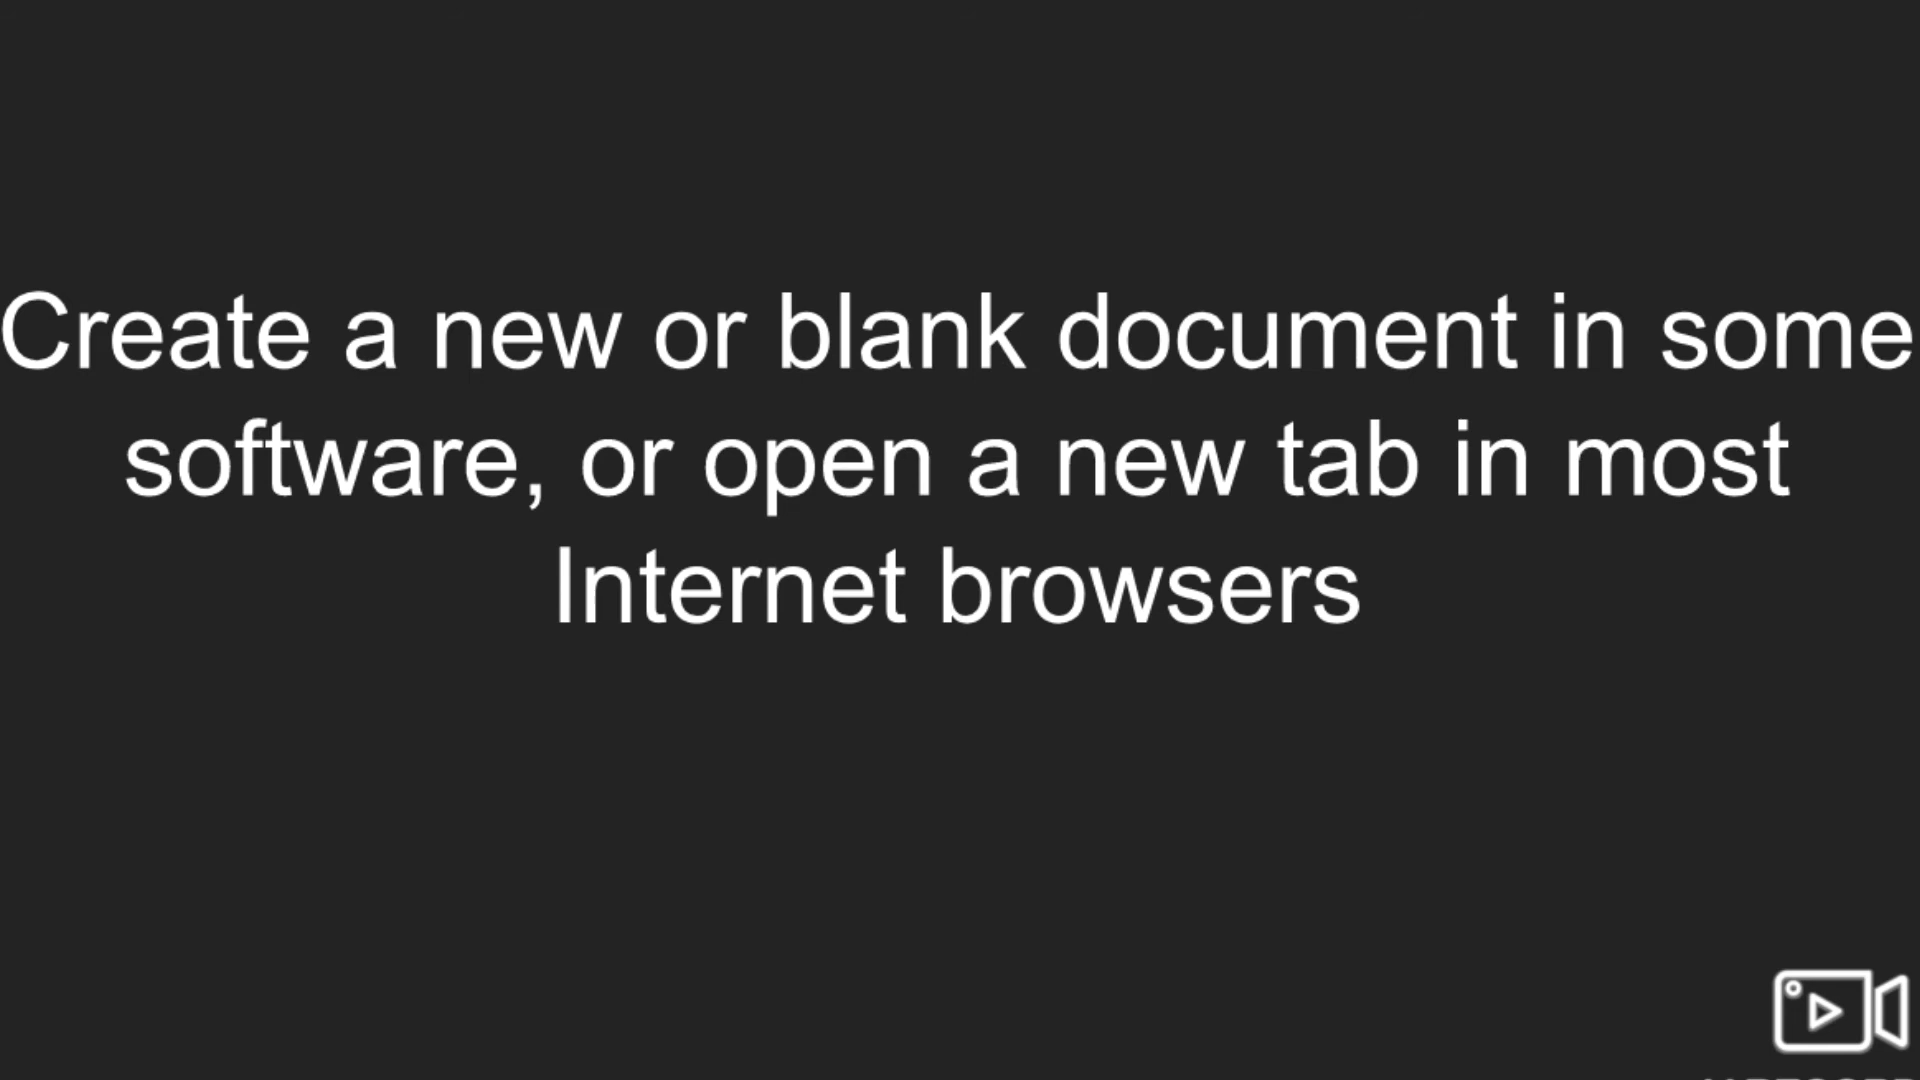 Create a new or blank document in some
software, or open a new tab in most
Internet browsers